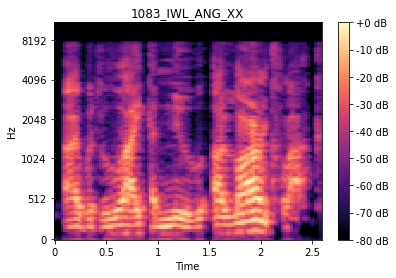 1083_IWL_ANG_XX
Hz
8192
4096
2048
1024
512
0
0
0.5
1
1.5
2
2.5
Time
+0 dB
-10 dB
-20 dB
-30 dB
-40 dB
-50 dB
-60 dB
-70 dB
-80 dB